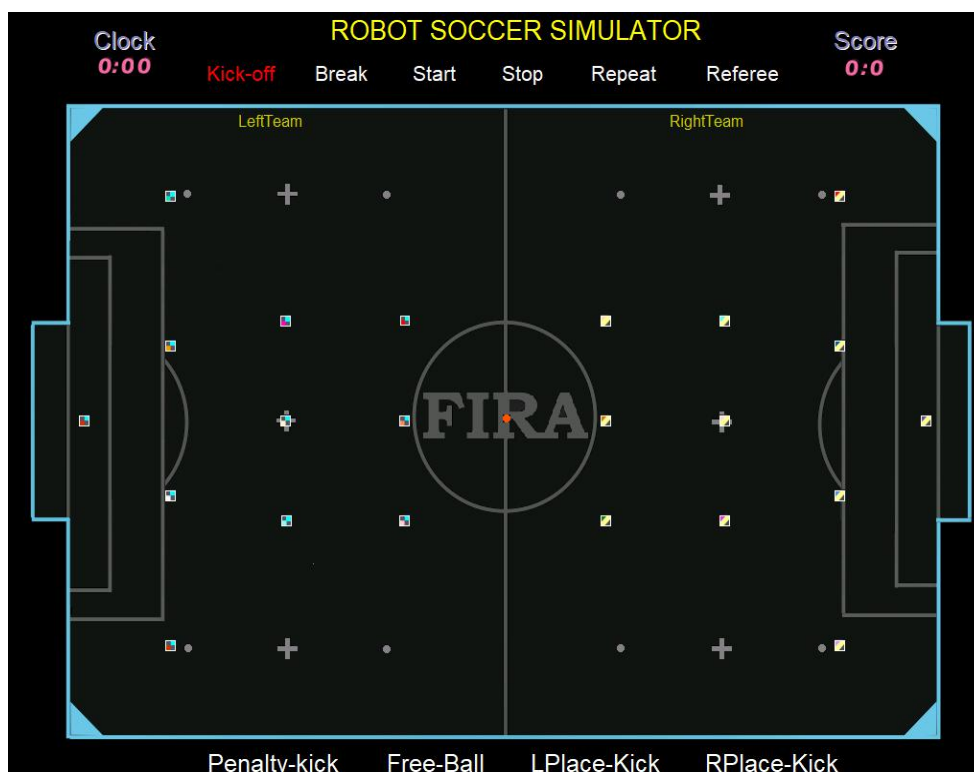 ROBOT SOCCER SIMULATOR
Clock
Score
0:00
0:0
Kick-off Break Start Stop Repeat Referee
LeftTeam
RightTeam
FIRA
Penalty-kick Free-Ball LPlace-Kick RPlace-Kick